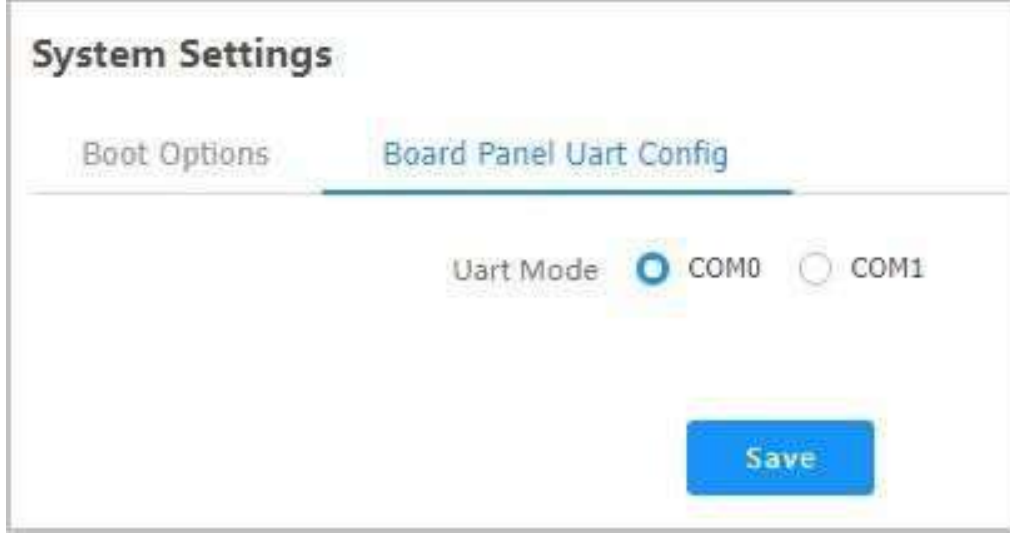 System Settings
Boot Options Board Panel Uart Config
Uart Mode COM0 COM1
Save